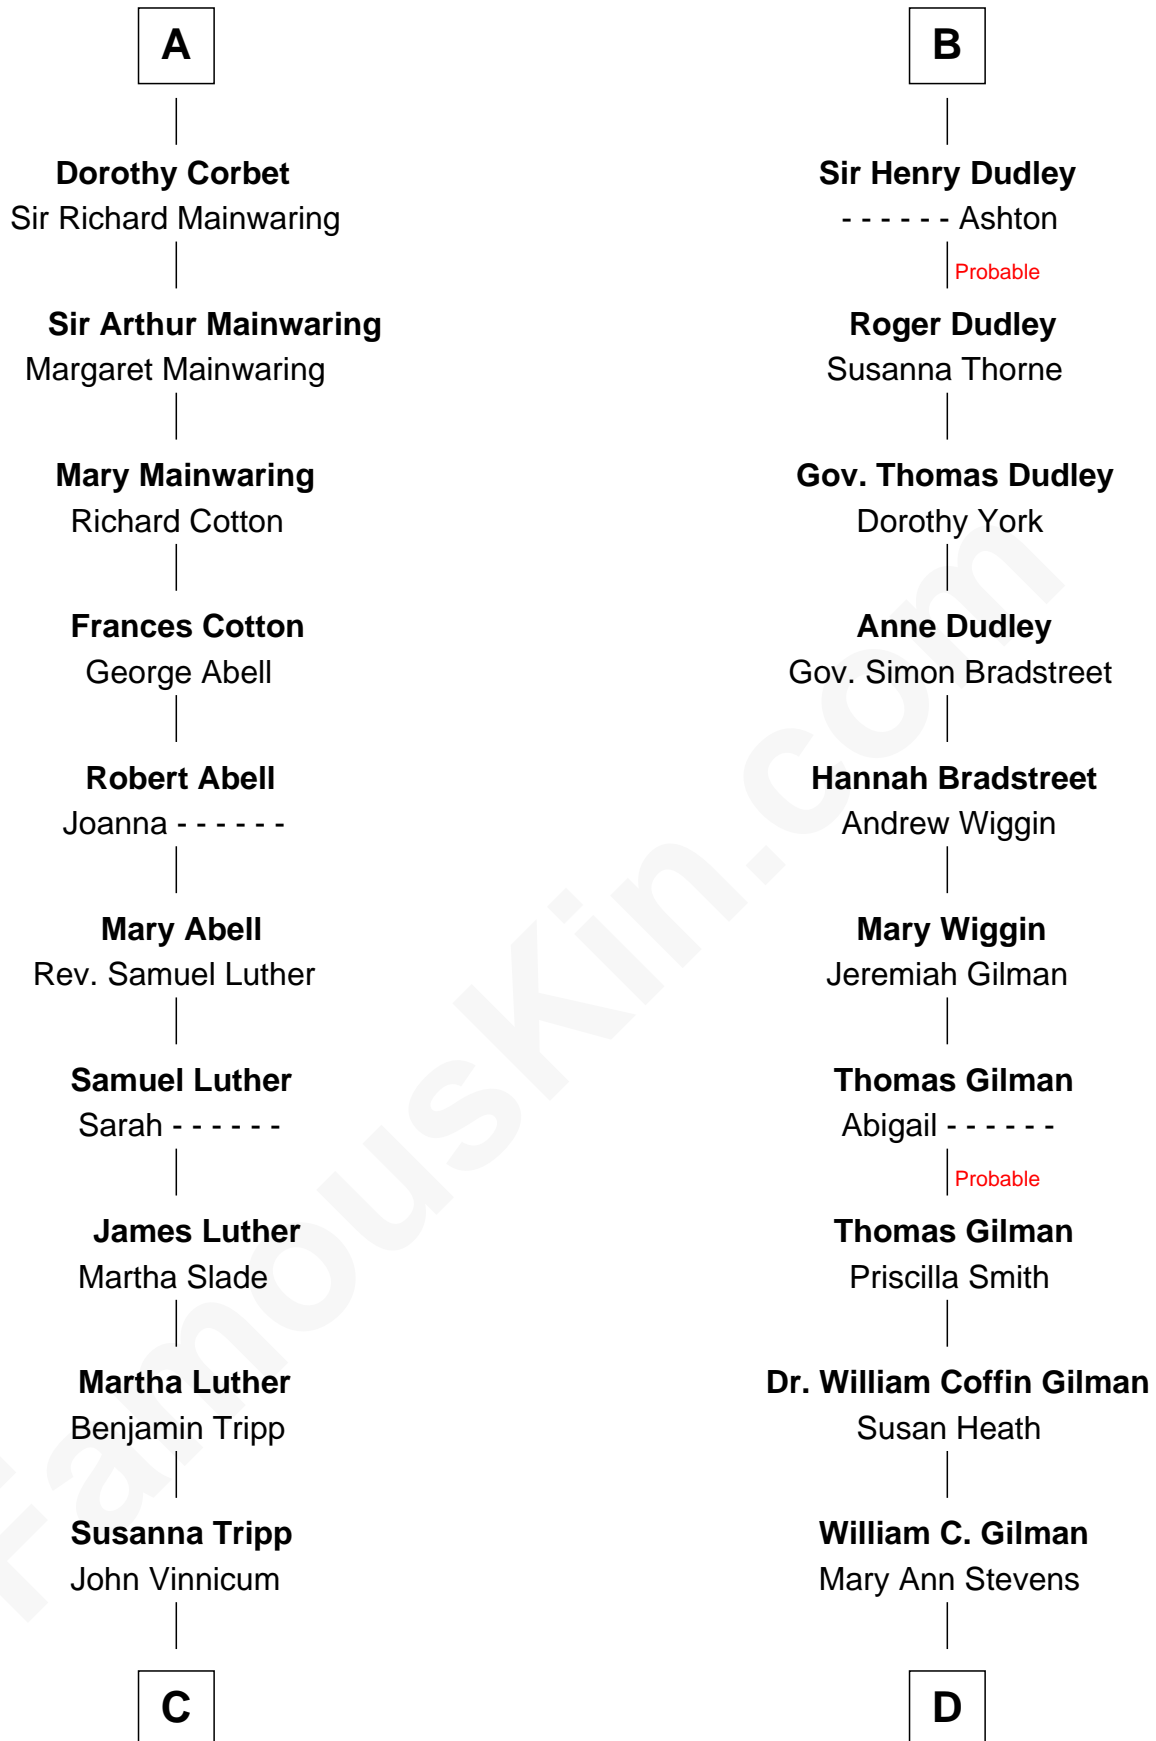 A
Dorothy Corbet
Sir Richard Mainwaring
Sir Arthur Mainwaring
Margaret Mainwaring
Mary Mainwaring
Richard Cotton
Frances Cotton
George Abell
Robert Abell
Joanna - - - - - -
Mary Abell
Rev. Samuel Luther
Samuel Luther
Sarah - - - - - -
James Luther
Martha Slade
Martha Luther
Benjamin Tripp
Susanna Tripp
John Vinnicum
C
B
Sir Henry Dudley
- - - - - - Ashton
Probable
Roger Dudley
Susanna Thorne
Gov. Thomas Dudley
Dorothy York
Anne Dudley
Gov. Simon Bradstreet
Hannah Bradstreet
Andrew Wiggin
Mary Wiggin
Jeremiah Gilman
Thomas Gilman
Abigail - - - - - -
Probable
Thomas Gilman
Priscilla Smith
Dr. William Coffin Gilman
Susan Heath
William C. Gilman
Mary Ann Stevens
D
FamousKin.com